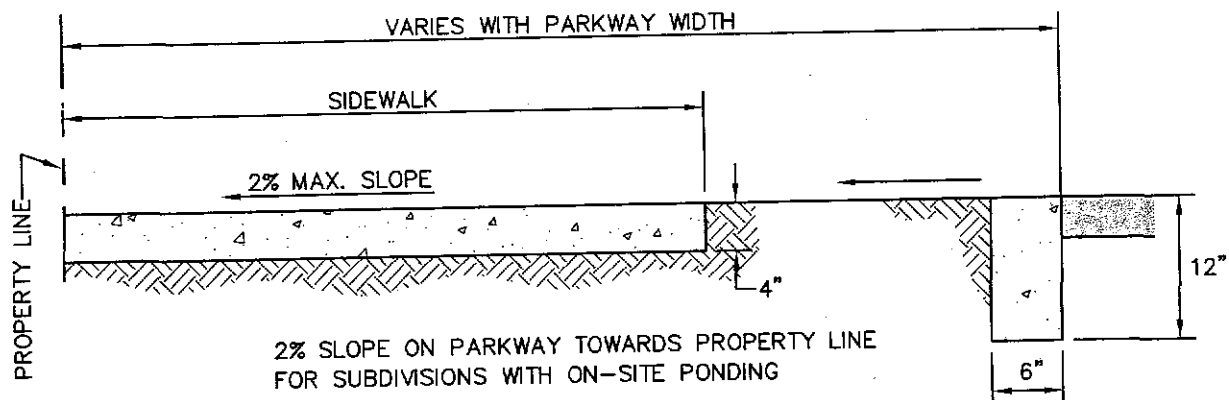 VARIES WITH PARKWAY WIDTH
SIDEWALK
2% MAX. SLOPE
PROPERTY LINE
4"
12"
6"
2% SLOPE ON PARKWAY TOWARDS PROPERTY LINE
FOR SUBDIVISIONS WITH ON-SITE PONDING